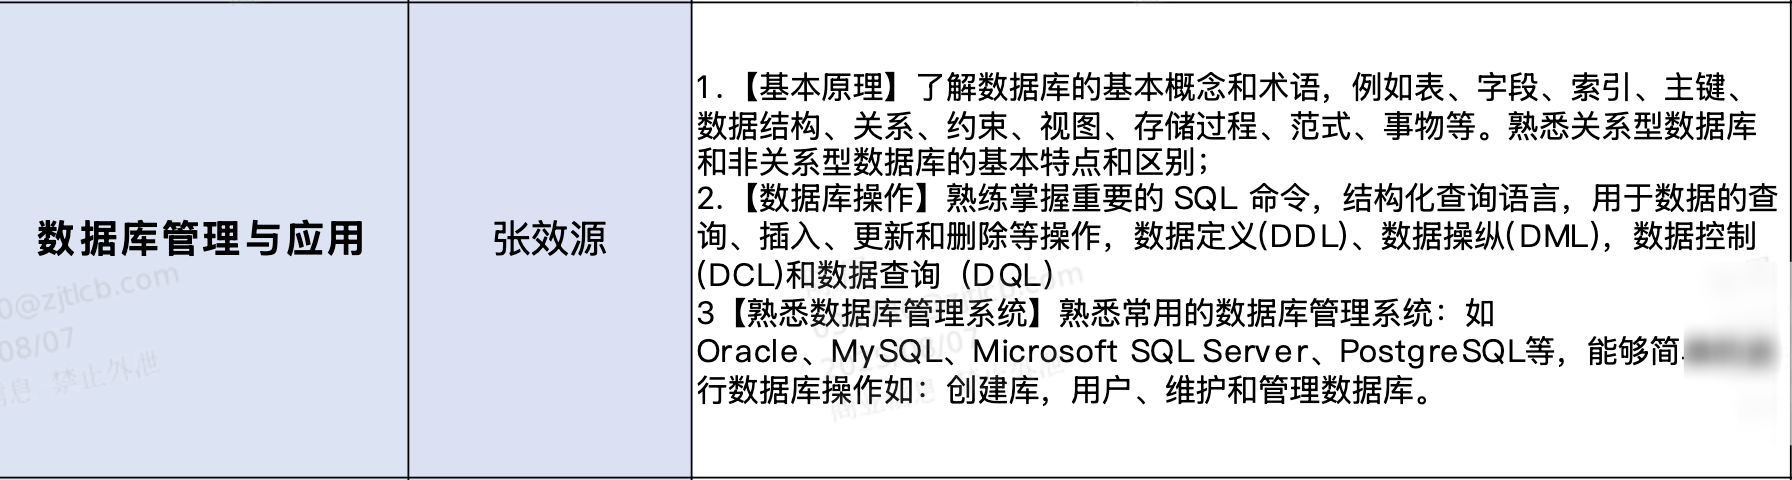 数据库管理与应用
张效源
1.【基本原理】了解数据库的基本概念和术语，例如表、字段、索引、主键、
数据结构、关系、约束、视图、存储过程、范式、事物等。熟悉关系型数据库
和非关系型数据库的基本特点和区别；
2.【数据库操作】熟练掌握重要的 SQL 命令，结构化查询语言，用于数据的查
询、插入、更新和删除等操作，数据定义(DDL)、数据操纵(DML)，数据控制
(DCL)和数据查询（DQL）
3【熟悉数据库管理系统】熟悉常用的数据库管理系统：如
Oracle、MySQL、Microsoft SQL Server、PostgreSQL等，能够简
行数据库操作如：创建库，用户、维护和管理数据库。
0@zjtlcb.com
08/07
信息 禁止外泄